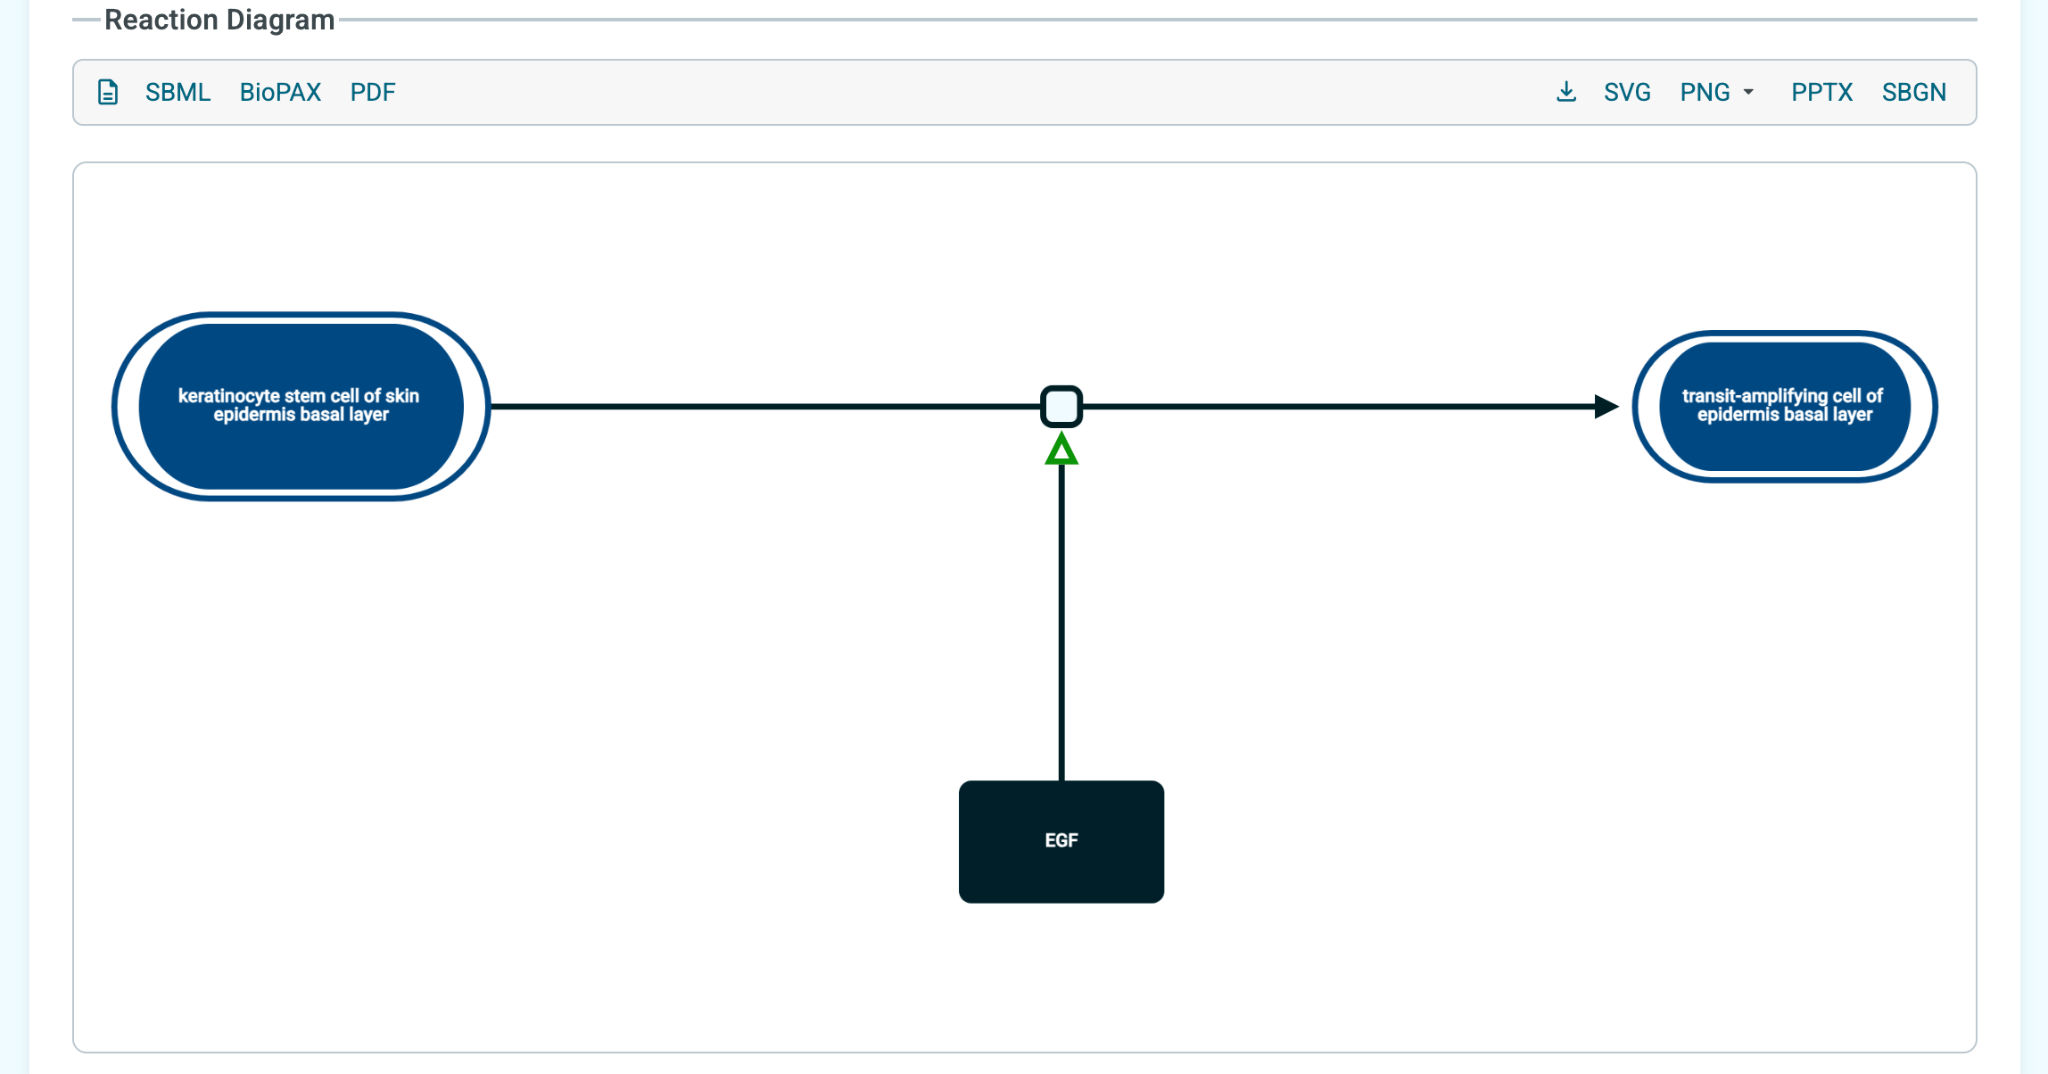 Reaction Diagram
SBML BioPAX PDF SVG PNG PPTX SBGN
keratinocyte stem cell of skin
epidermis basal layer
transit-amplifying cell of
epidermis basal layer
EGF